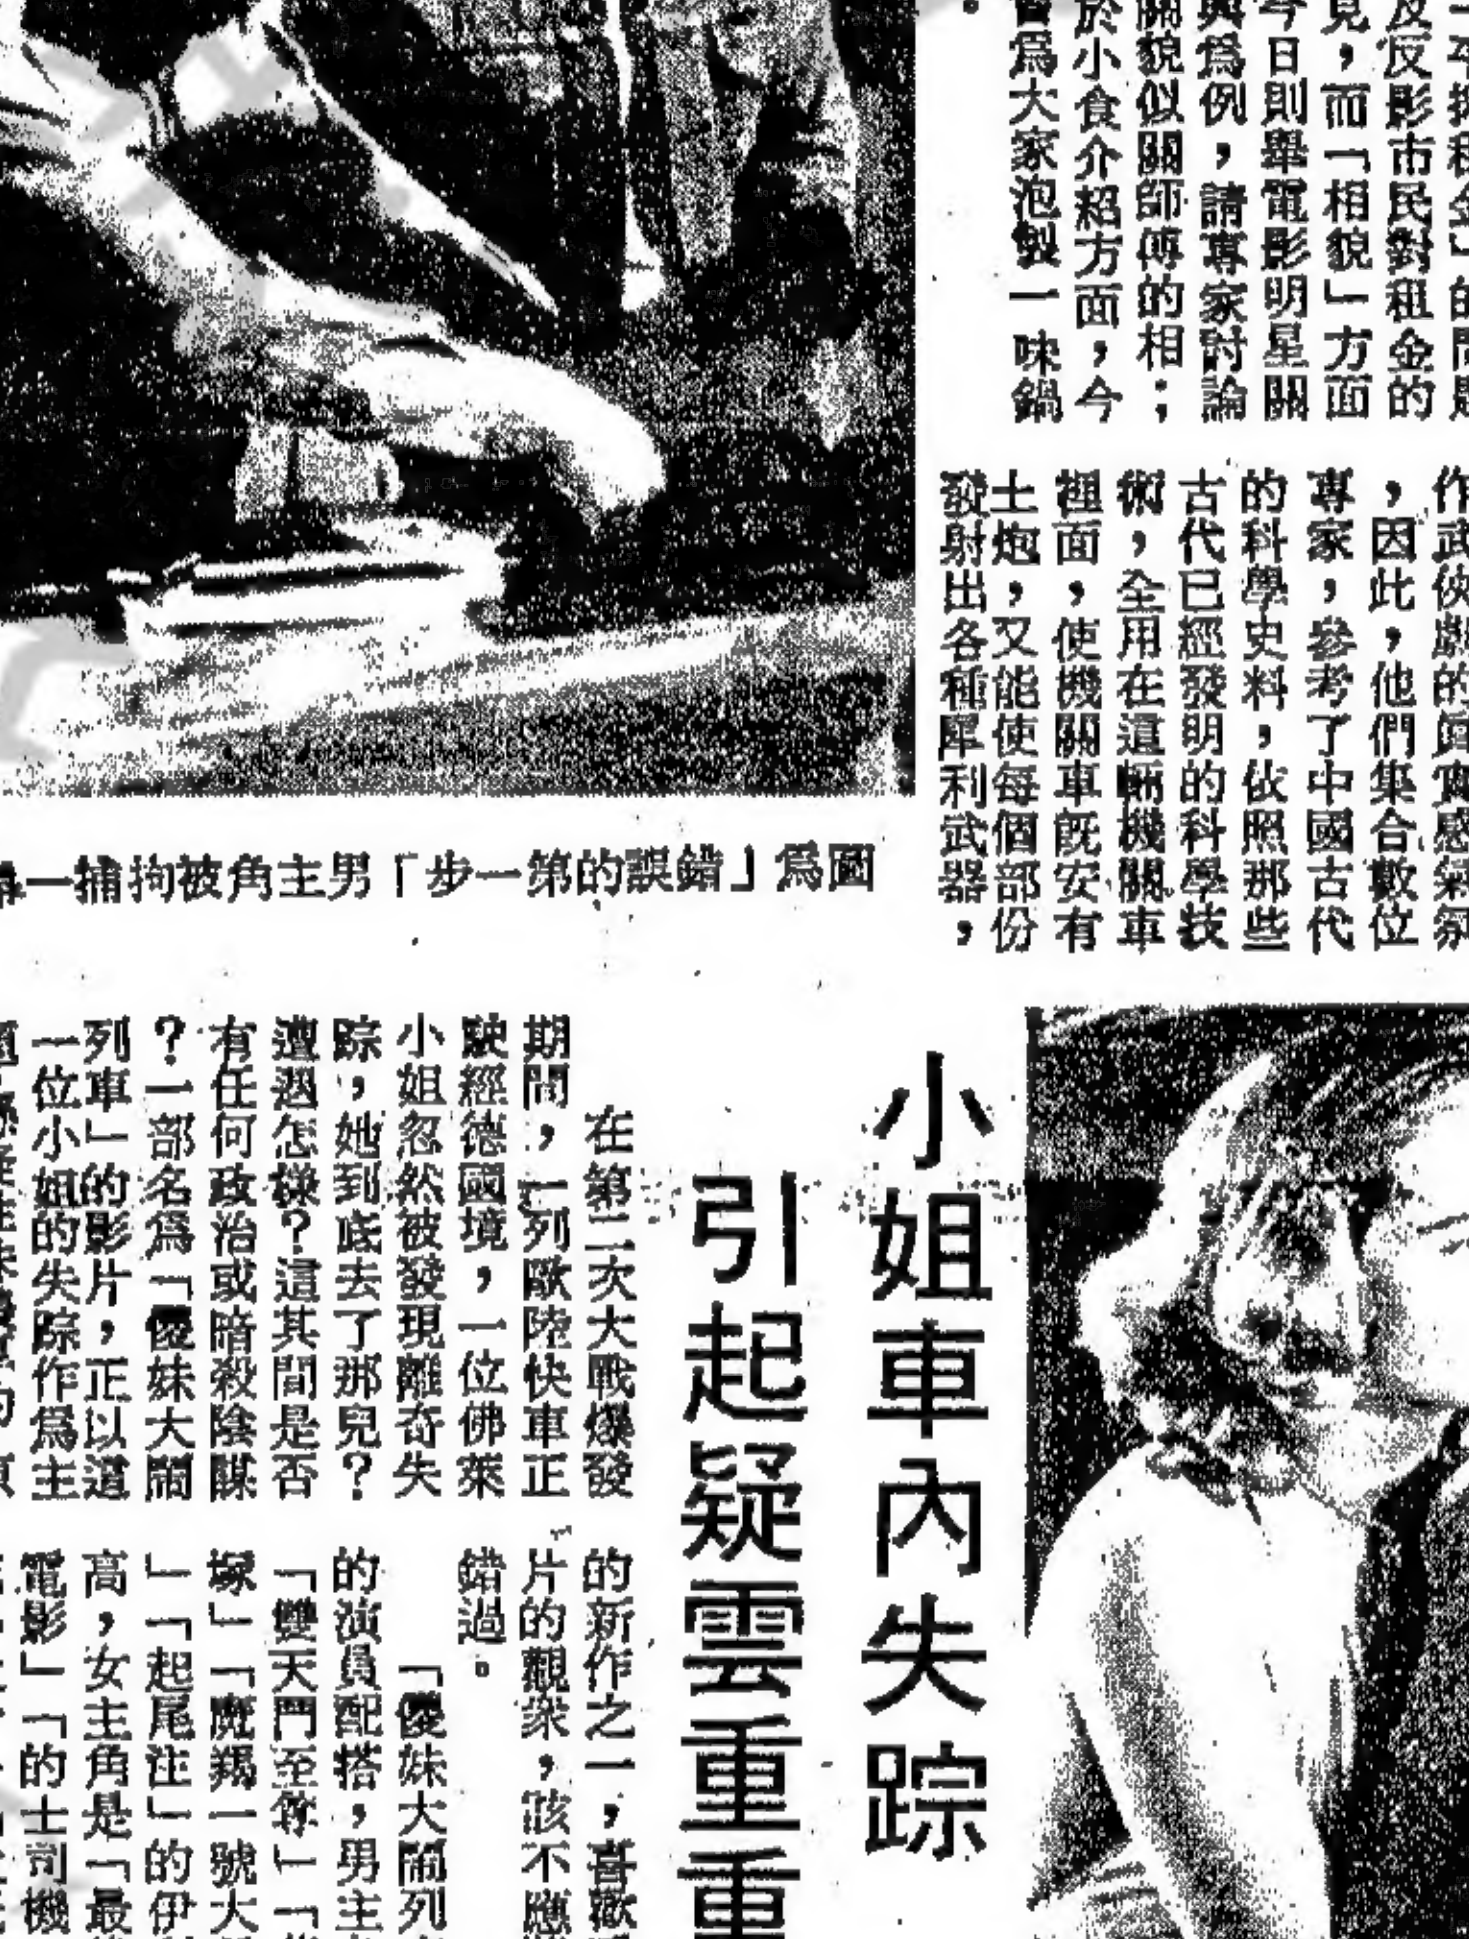 反反影市民對租金的
見，而「相貌」方面
今日則舉電影明星關
與爲例，請專家討論
關貌似關師傅的相；
於小食介紹方面，今
會爲大家泡製一味鍋
。
作武俠戲的眞實感氣氛
，因此，他們集合數位
專家，參考了中國古代
的科學史料，依照那些
古代已經發明的科學技
術，全用在這輛機關車
裡面，使機關車旣安有
土炮，又能使每個部份
發射出各種犀利武器，
圖爲「錯誤的第一步」男主角被拘捕一
小姐車內失踪
引起疑雲重重
在第二次大戰爆發
期間，一列歐陸快車正
駛經德國境，一位佛萊
小姐忽然被發現離奇失
踪，她到底去了那兒？
遭遇怎樣？這其間是否
有任何政治或暗殺陰謀
？一部名爲「儍妹大鬧
列車」的影片，正以這
一位小姐的失踪作爲主
的新作之一，喜歡
片的觀衆，該不應
錯過。
「儍妹大鬧列
的演員配搭，男主
「雙天鬥至尊」「
塚」「魔羯一號大
」「起尾注」的伊
高，女主角是「最
電影」「的士司機